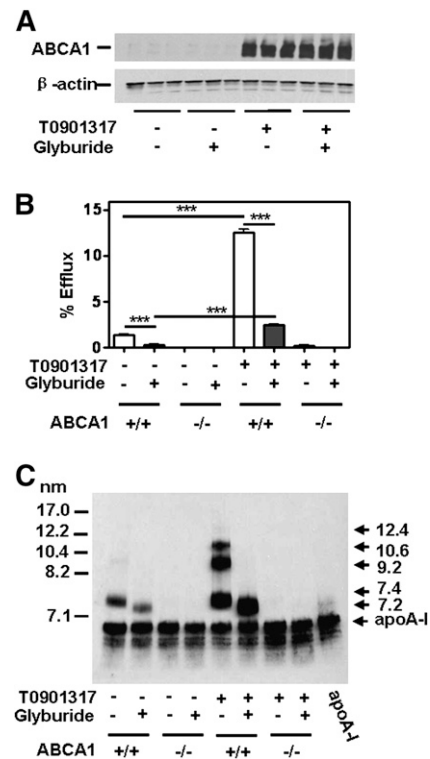 A
ABCA1
β-actin
T0901317 - - + +
Glyburide - + - +
B
15
10
5
0
% Efflux
*** ***
*** ***
T0901317 - - - - + + + +
Glyburide - + - + - + - +
ABCA1 +/+ -/- +/+ -/-
C
nm
17.0
12.2
10.4
8.2
7.1
12.4
10.6
9.2
7.4
7.2
apoA-I
T0901317 - - - - + + + +
Glyburide - + - + - + - +
apoA-I
ABCA1 +/+ -/- +/+ -/-